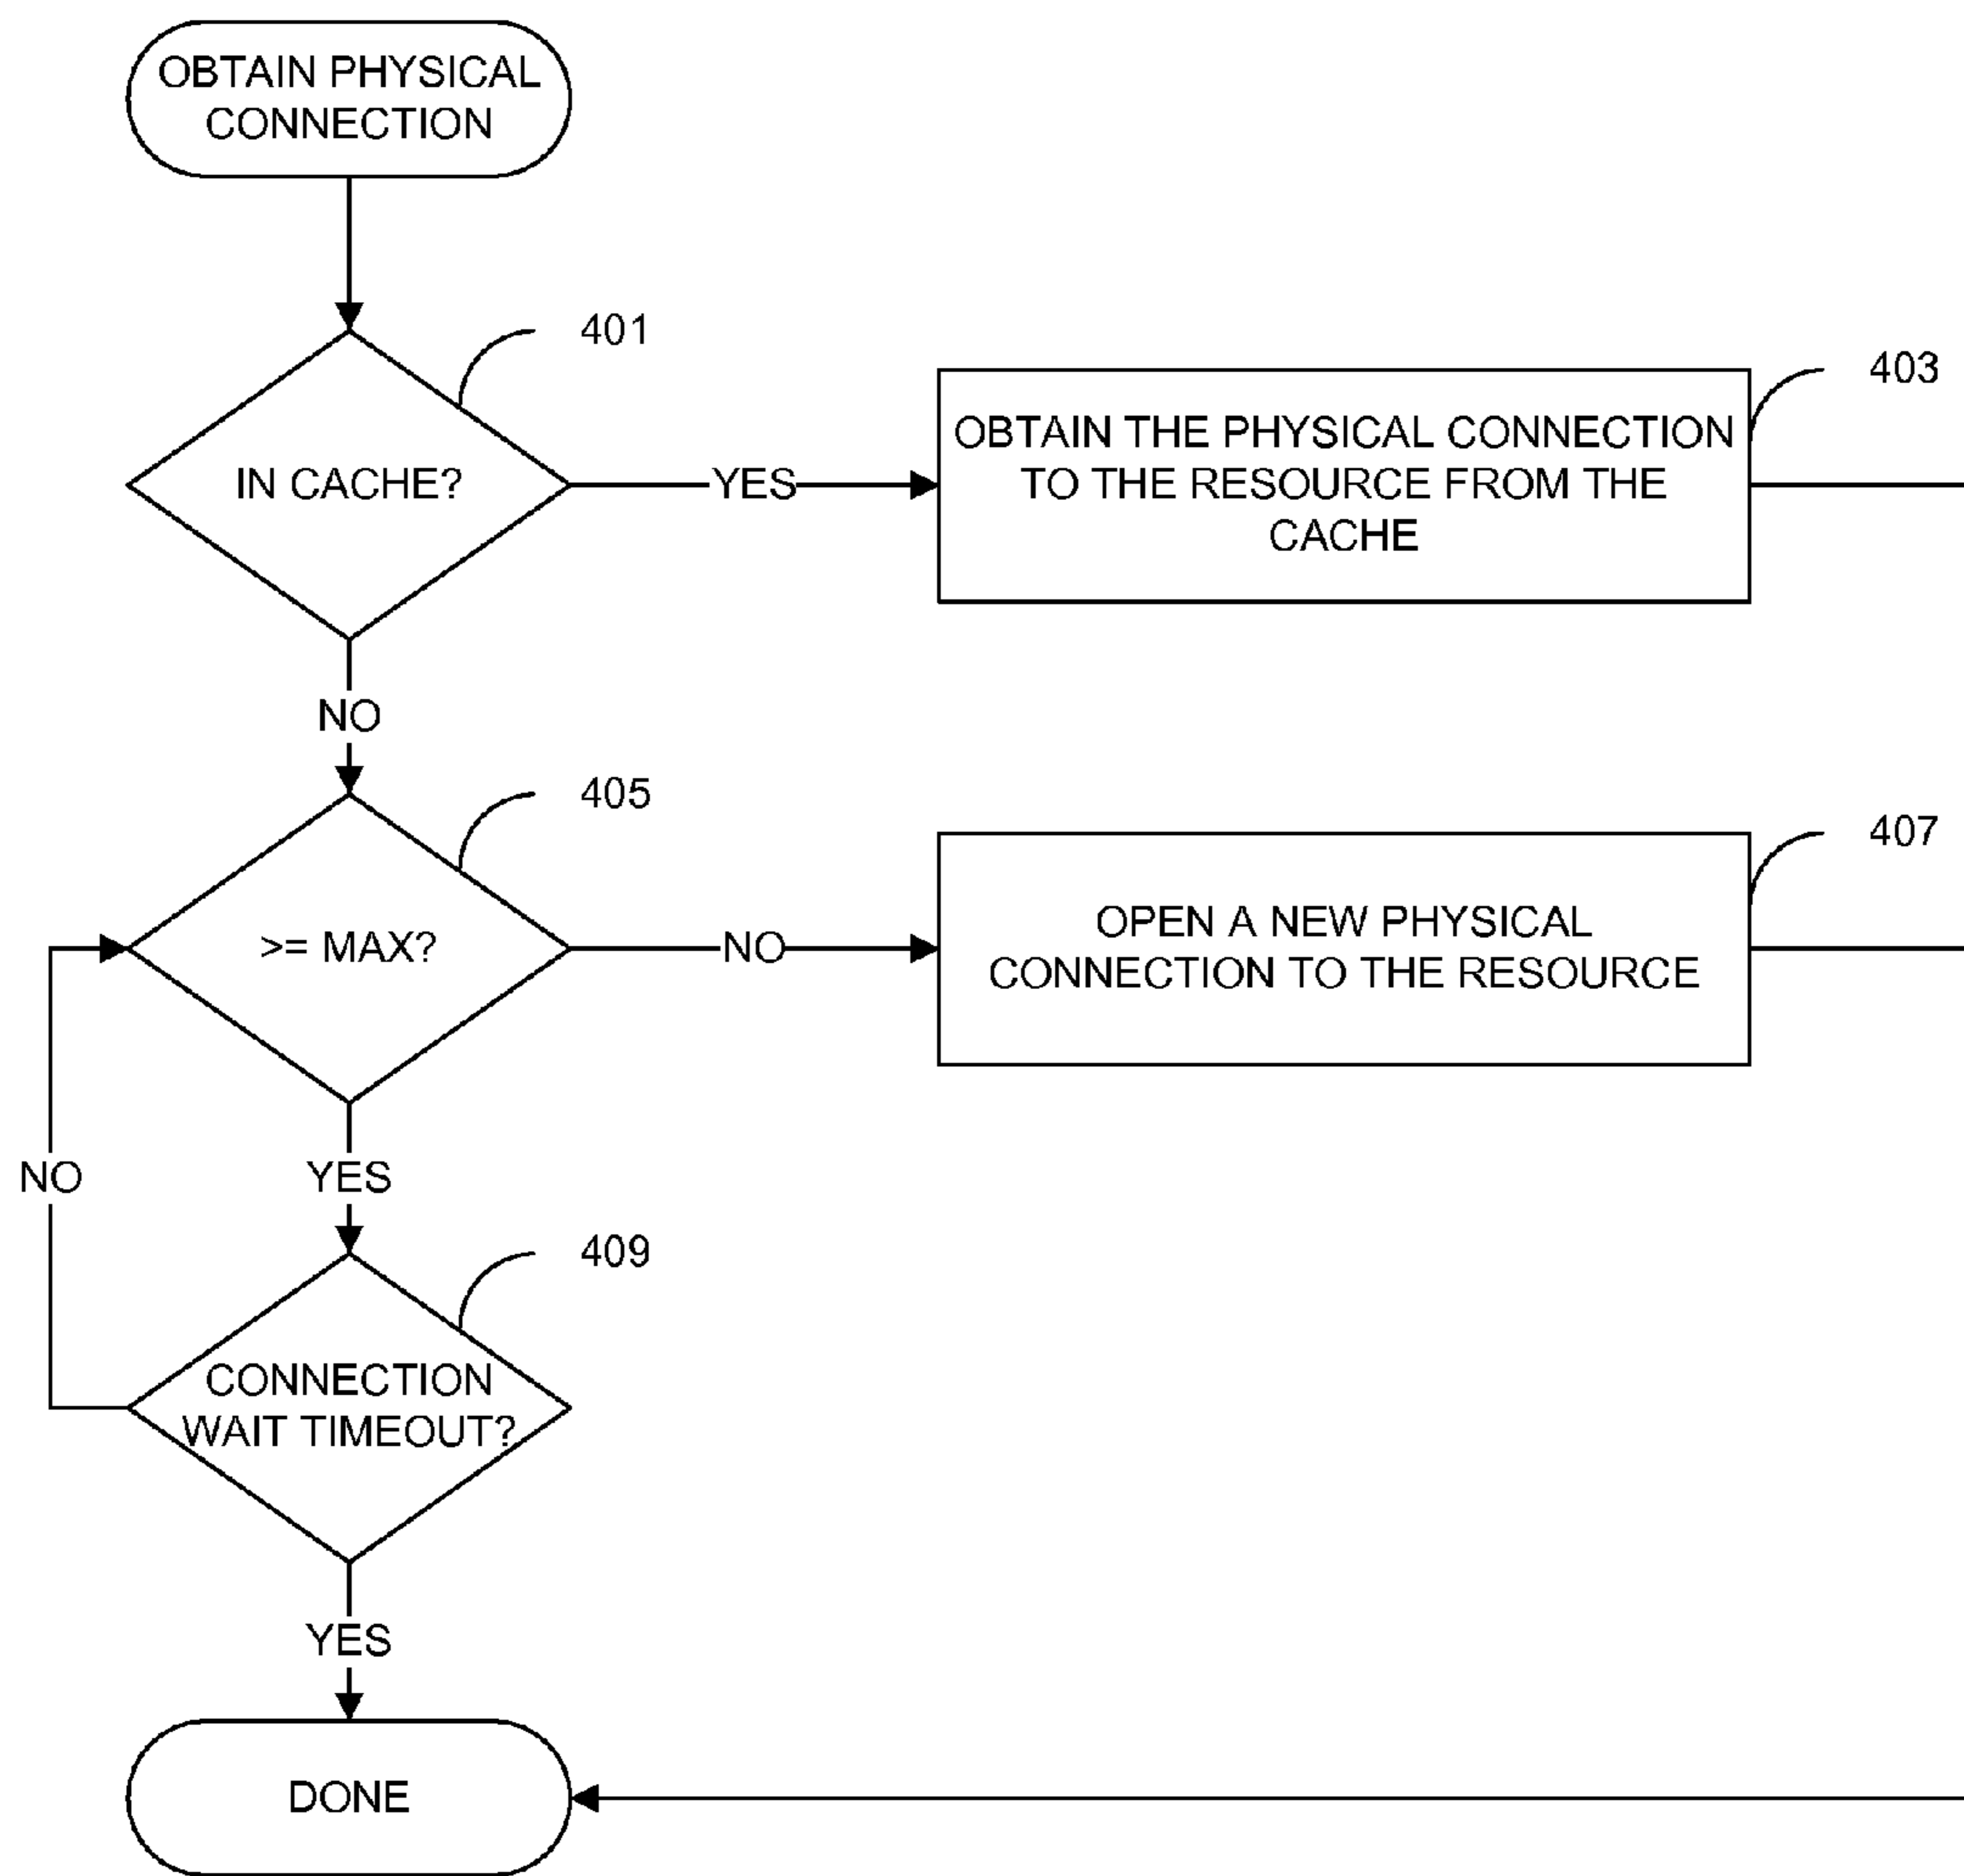 OBTAIN PHYSICAL
CONNECTION
401
IN CACHE?
YES
403
OBTAIN THE PHYSICAL CONNECTION
TO THE RESOURCE FROM THE
CACHE
NO
405
>= MAX?
NO
407
OPEN A NEW PHYSICAL
CONNECTION TO THE RESOURCE
NO
YES
409
CONNECTION
WAIT TIMEOUT?
YES
DONE